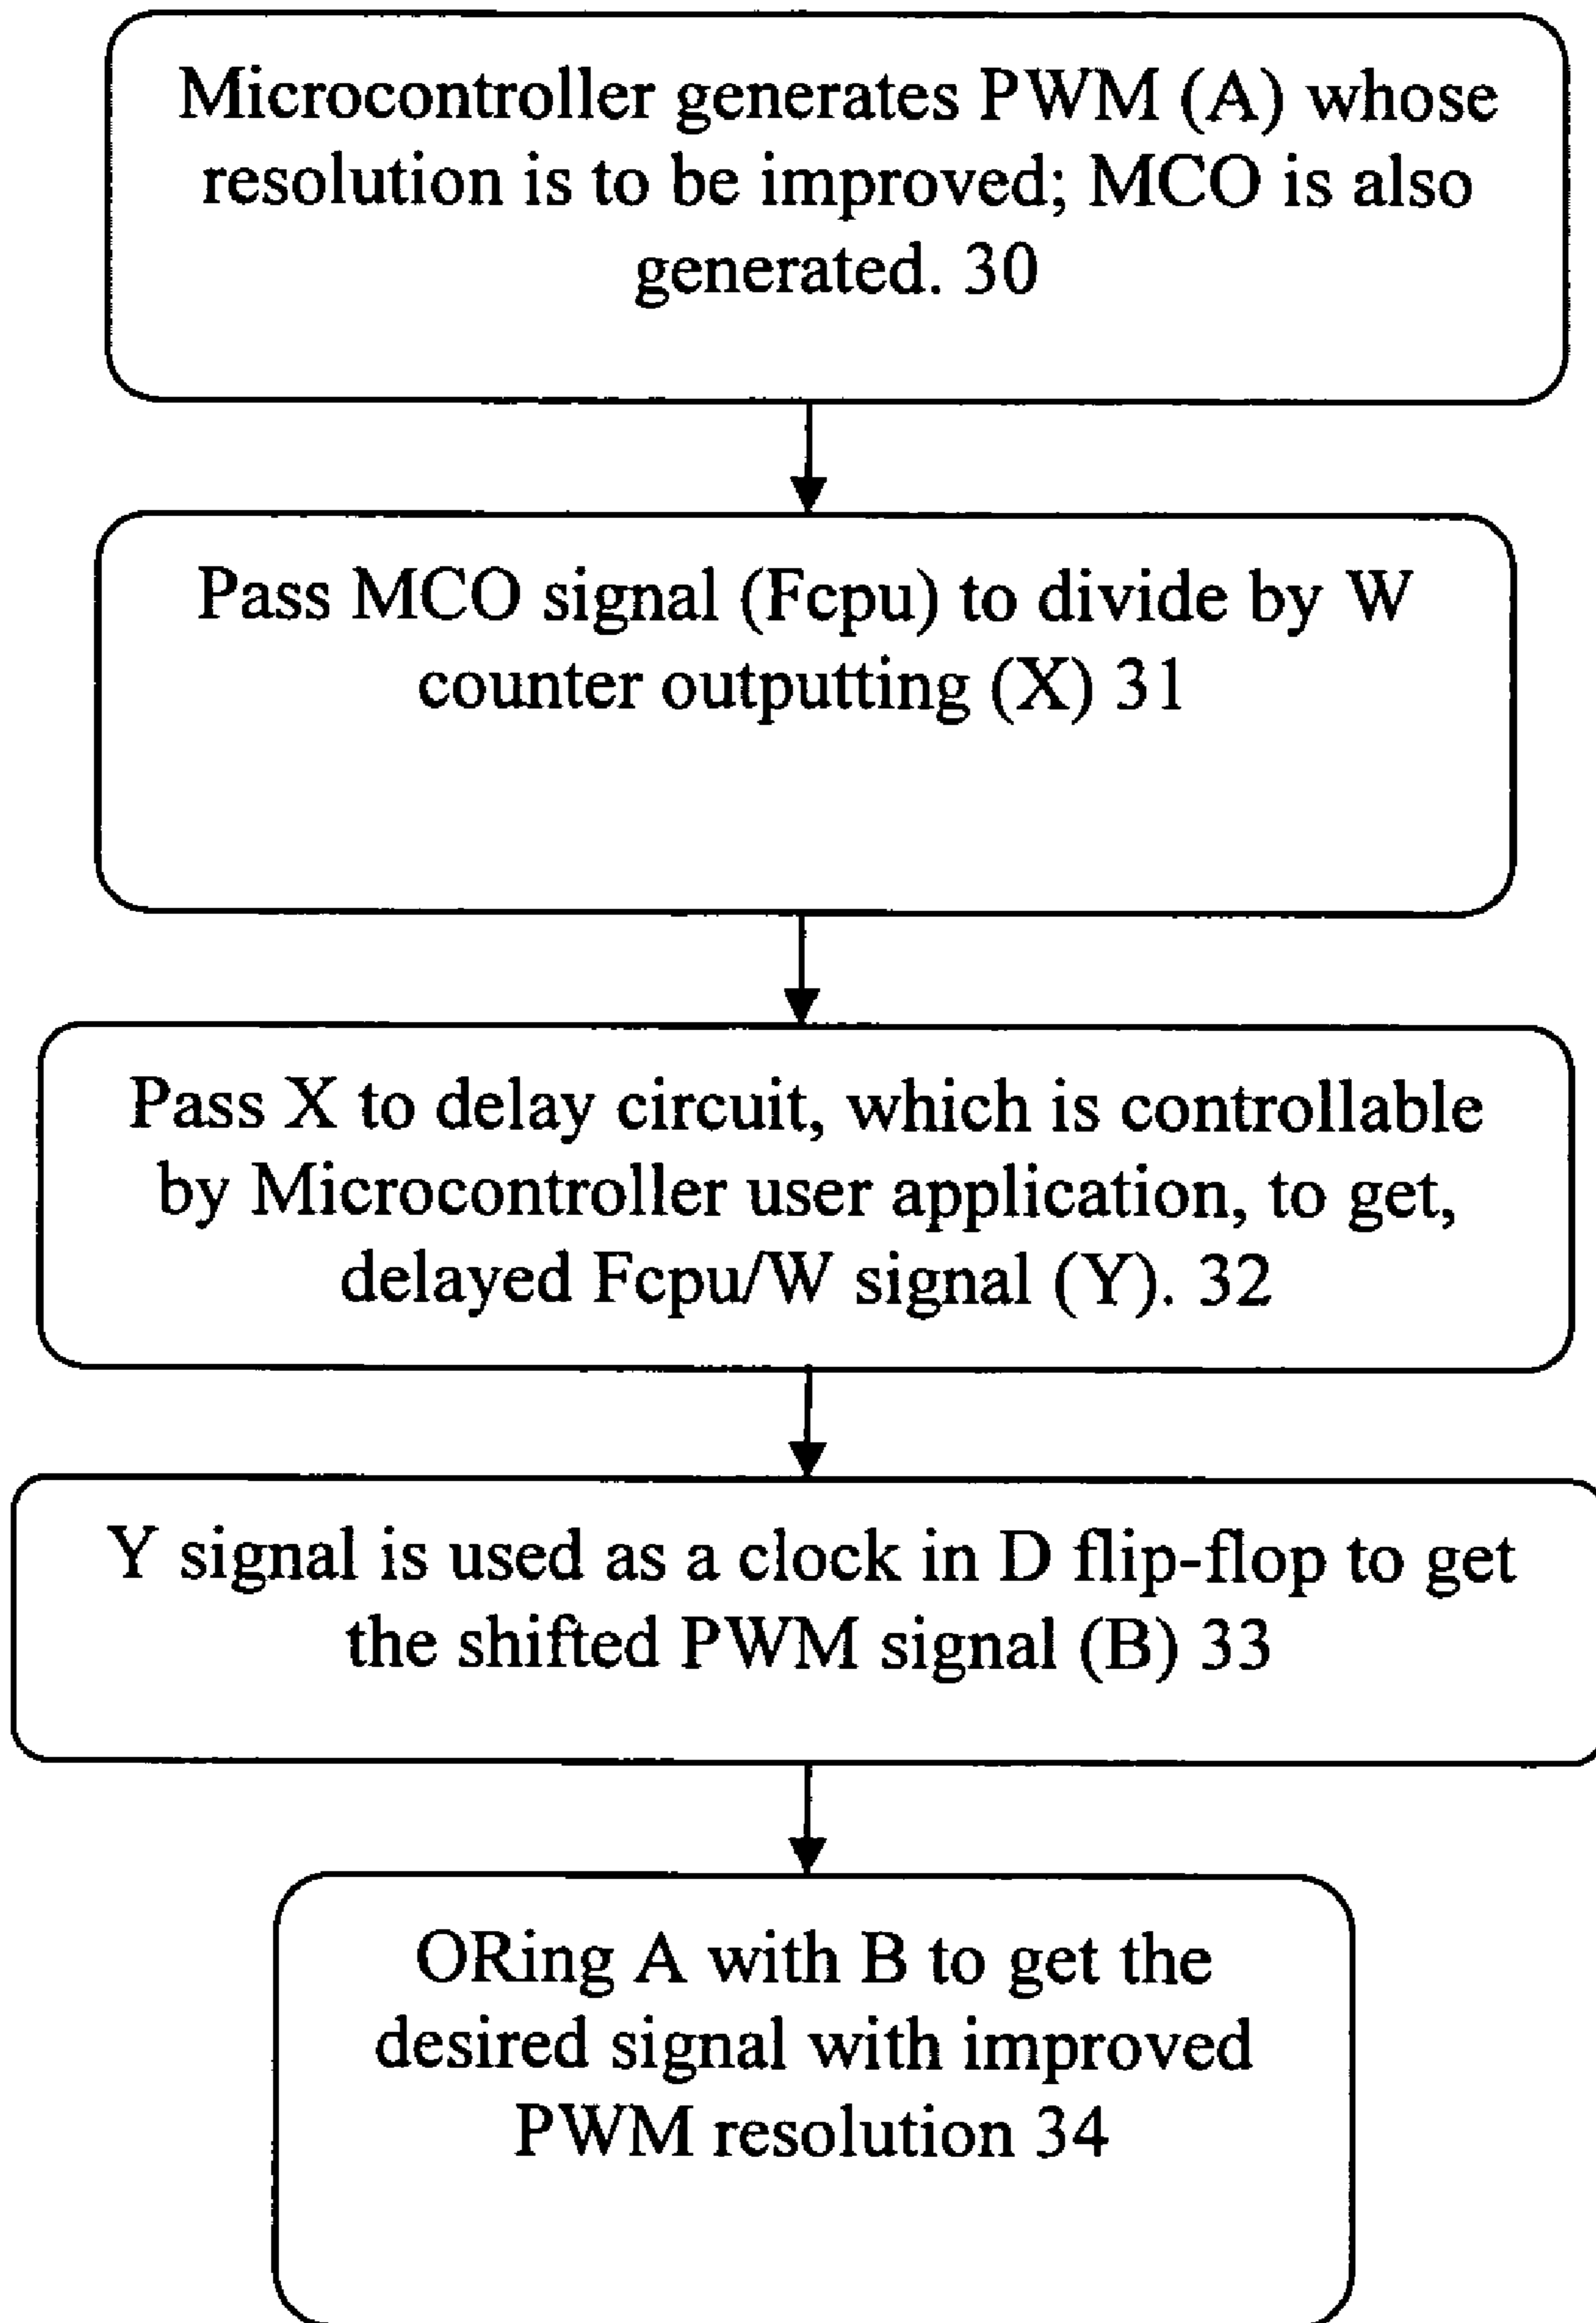 Microcontroller generates PWM (A) whose
resolution is to be improved; MCO is also
generated. 30
Pass MCO signal (Fcpu) to divide by W
counter outputting (X) 31
Pass X to delay circuit, which is controllable
by Microcontroller user application, to get,
delayed Fcpu/W signal (Y). 32
Y signal is used as a clock in D flip-flop to get
the shifted PWM signal (B) 33
ORing A with B to get the
desired signal with improved
PWM resolution 34